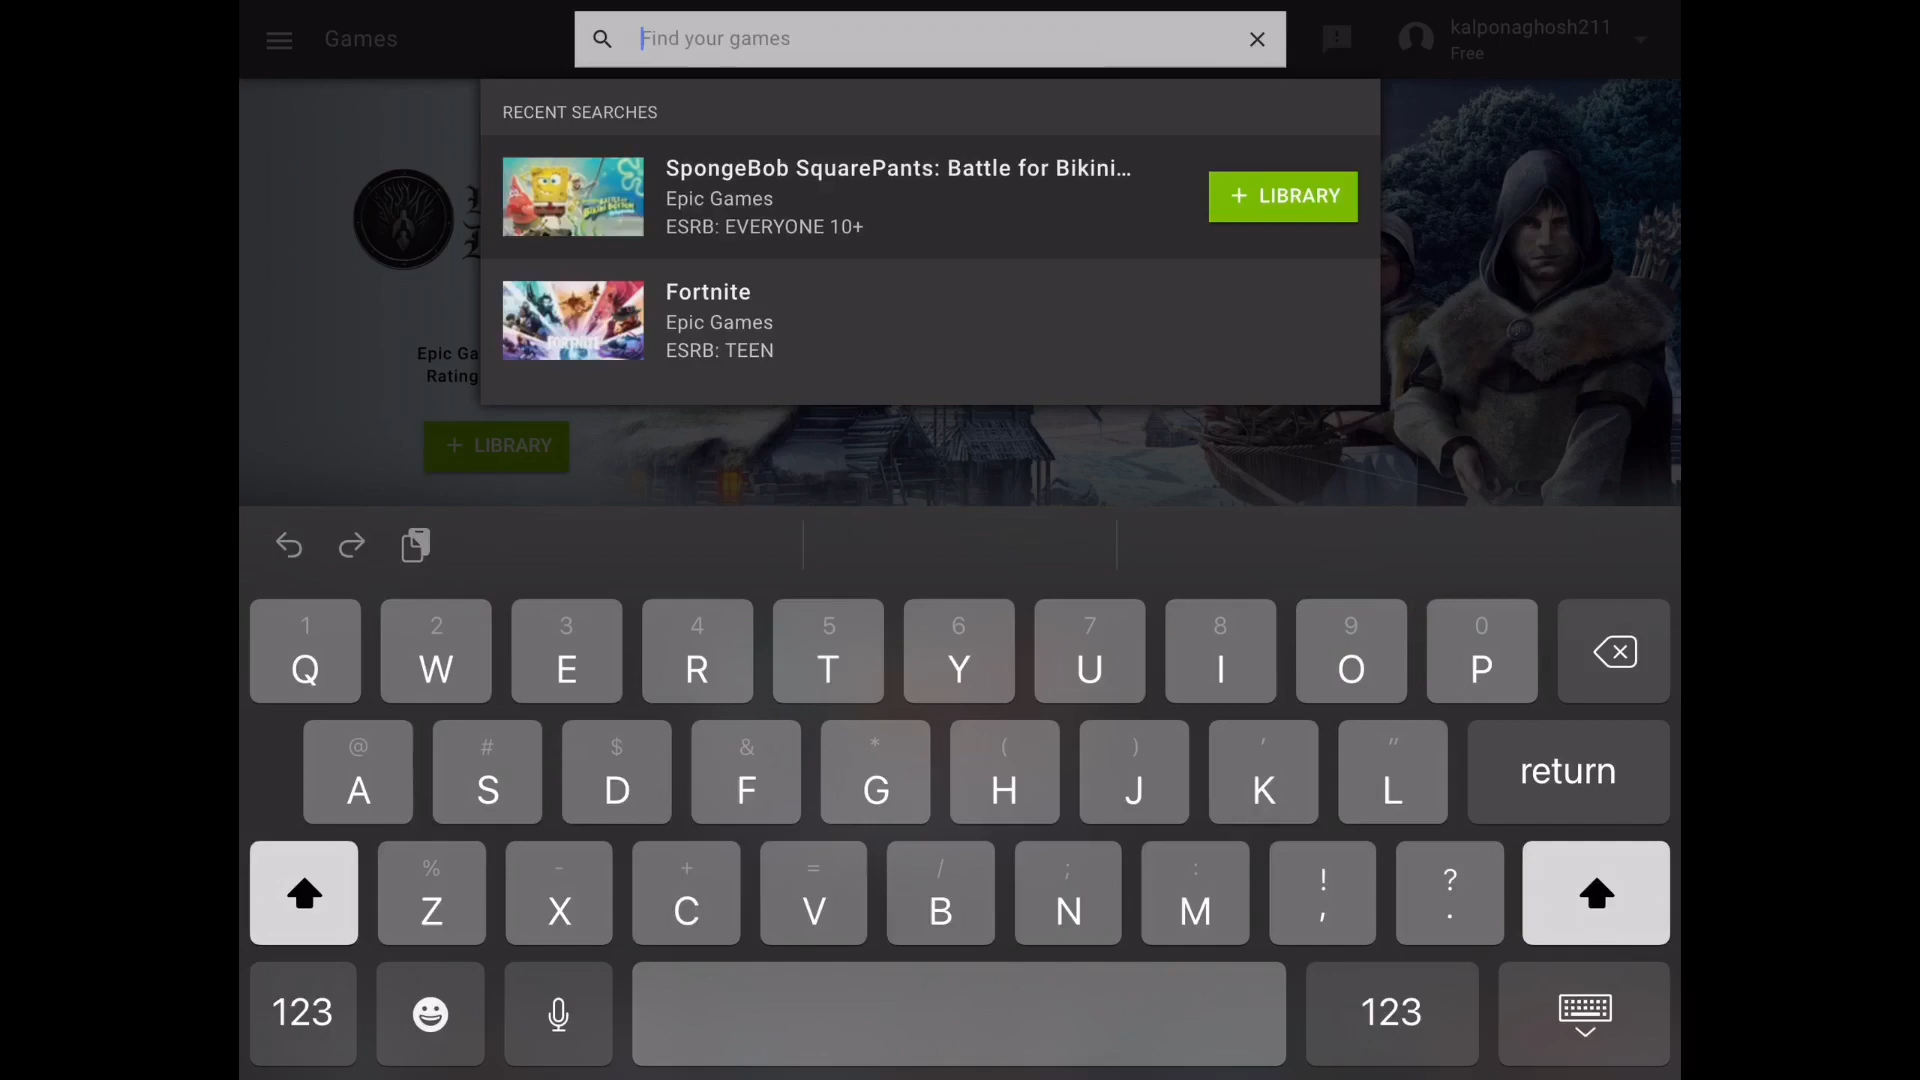 Games
Find your games
kalponaghosh211
Free
RECENT SEARCHES
SpongeBob SquarePants: Battle for Bikini...
Epic Games
ESRB: EVERYONE 10+
+ LIBRARY
Fortnite
Epic Games
ESRB: TEEN
FORTNITE
Epic Ga
Rating
+ LIBRARY
1 2 3 4 5 6 7 8 9 0
Q W E R T Y U I O P
@ # $ & * ( ) ' "
A S D F G H J K L return
% - + = / ; : ! ?
Z X C V B N M , .
123 123